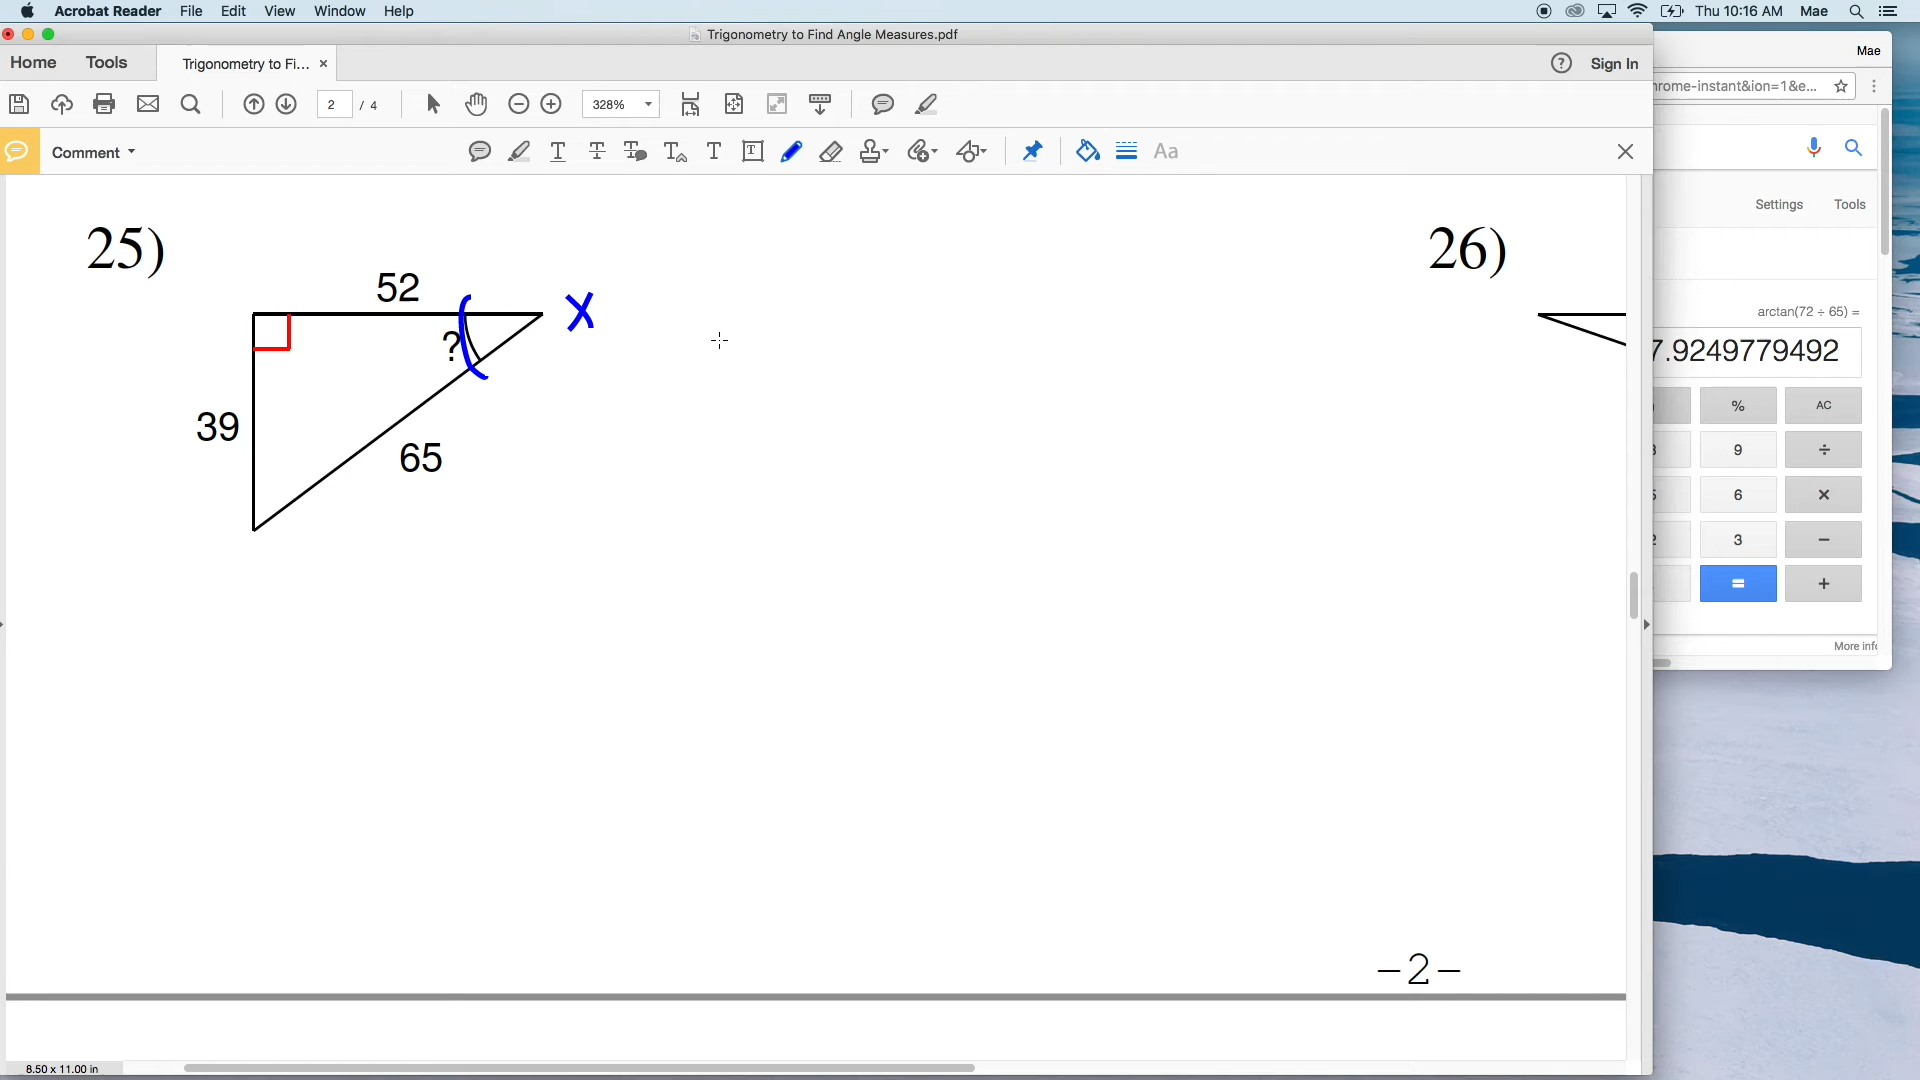 Acrobat Reader File Edit View Window Help Thu 10:16 AM Mae
Trigonometry to Find Angle Measures.pdf
Mae
Home Tools Trigonometry to Fi... × ? Sign In
2 / 4 328%
hrome-instant&ion=1&e...
Comment T T T T T Aa
Settings Tools
25)
26)
52
X
?
39
65
arctan(72 ÷ 65) =
7.9249779492
% AC
9 ÷
6 ×
3 −
= +
More info
-2-
8.50 x 11.00 in